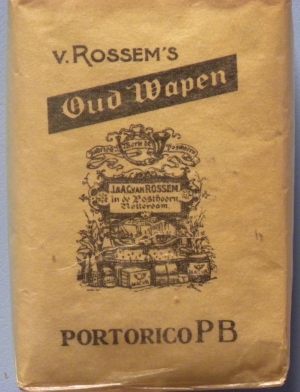 V. ROSSEM'S
Oud Wapen
J.&A.C.VAN ROSSEM
in de Posthoorn
Rotterdam
PORTORICO PB